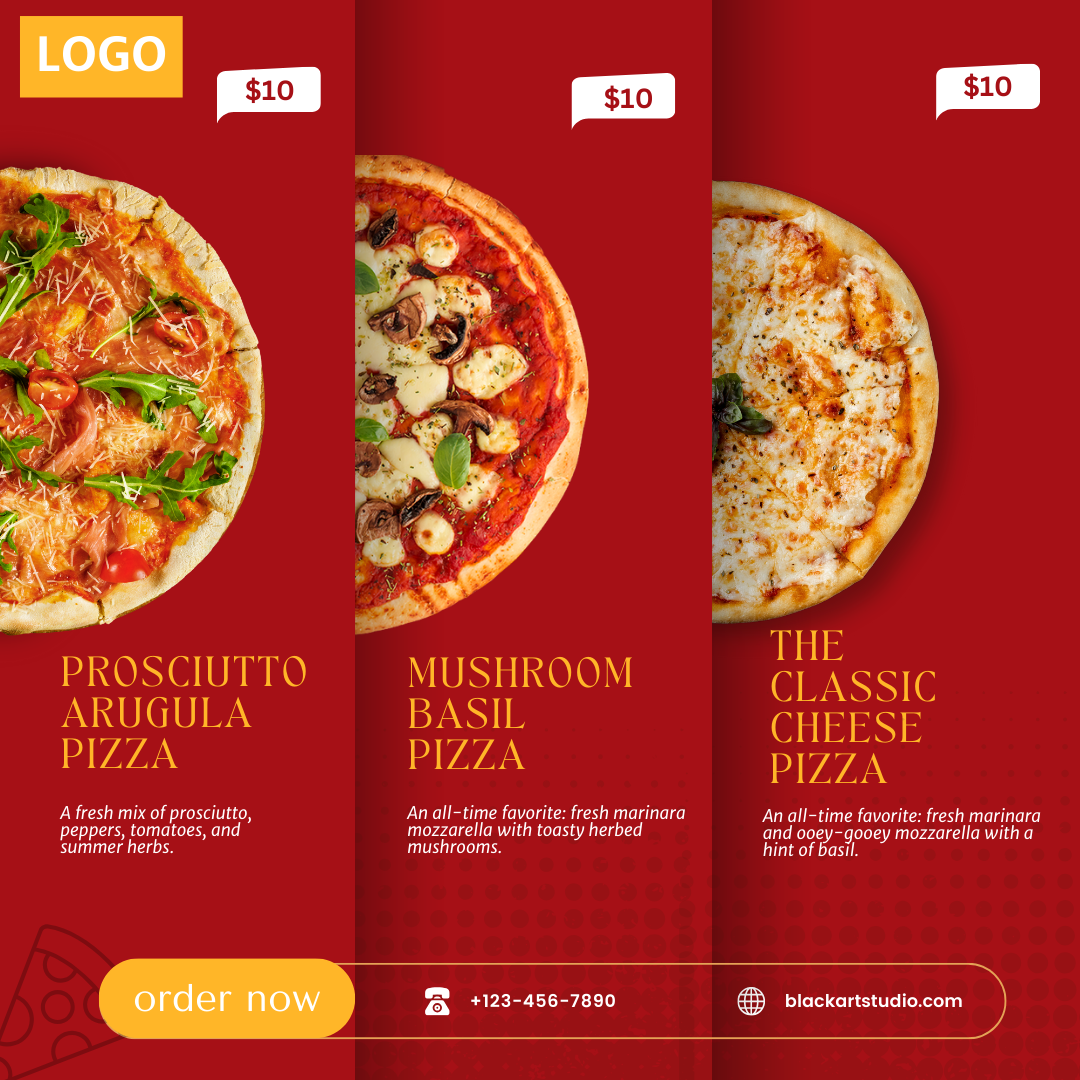 LOGO
$10
$10
$10
PROSCIUTTO
ARUGULA
PIZZA
A fresh mix of prosciutto,
peppers, tomatoes, and
summer herbs.
MUSHROOM
BASIL
PIZZA
An all-time favorite: fresh marinara
mozzarella with toasty herbed
mushrooms.
THE
CLASSIC
CHEESE
PIZZA
An all-time favorite: fresh marinara
and ooey-gooey mozzarella with a
hint of basil.
order now
+123-456-7890
blackartstudio.com